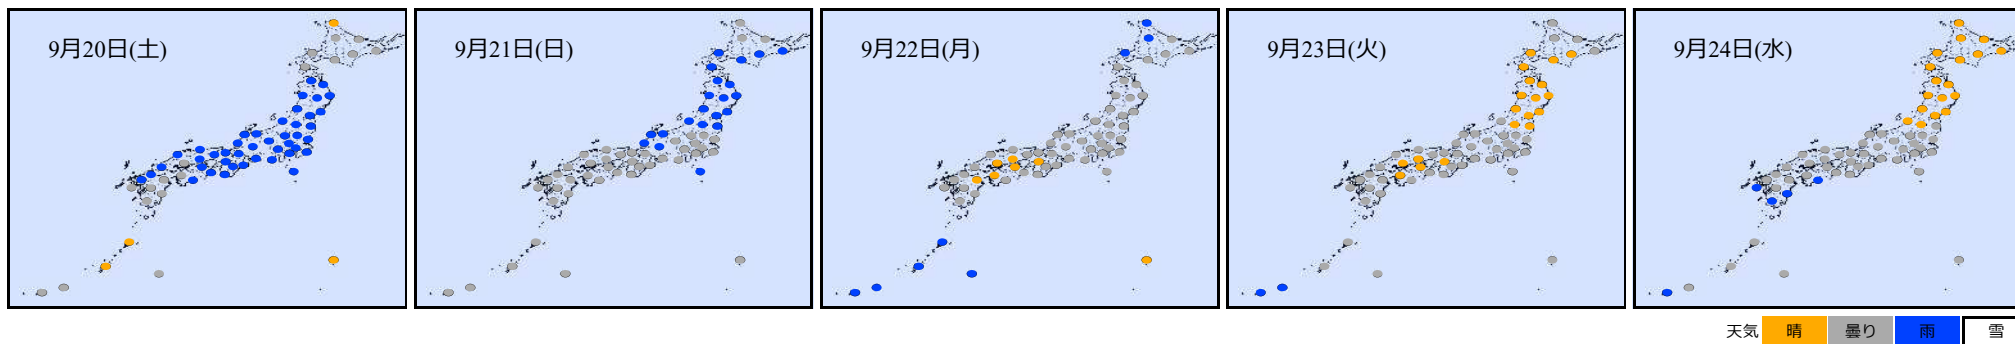 9月20日(土)
9月21日(日)
9月22日(月)
9月23日(火)
9月24日(水)
天気 晴 曇り 雨 雪